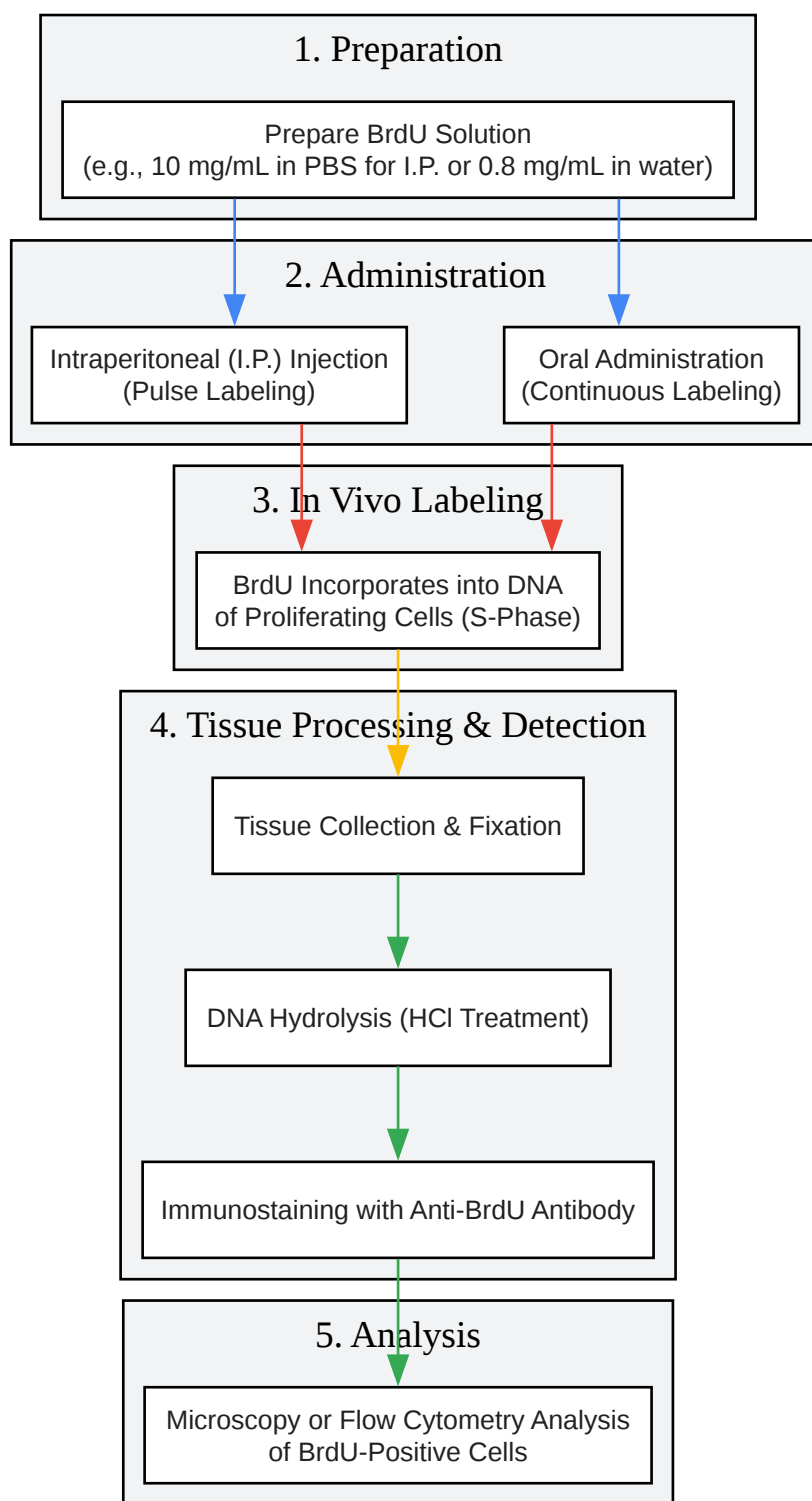 1. Preparation
Prepare BrdU Solution
(e.g., 10 mg/mL in PBS for I.P. or 0.8 mg/mL in water)
2. Administration
Intraperitoneal (I.P.) Injection
(Pulse Labeling)
Oral Administration
(Continuous Labeling)
3. In Vivo Labeling
BrdU Incorporates into DNA
of Proliferating Cells (S-Phase)
4. Tissue Processing & Detection
Tissue Collection & Fixation
DNA Hydrolysis (HCl Treatment)
Immunostaining with Anti-BrdU Antibody
5. Analysis
Microscopy or Flow Cytometry Analysis
of BrdU-Positive Cells